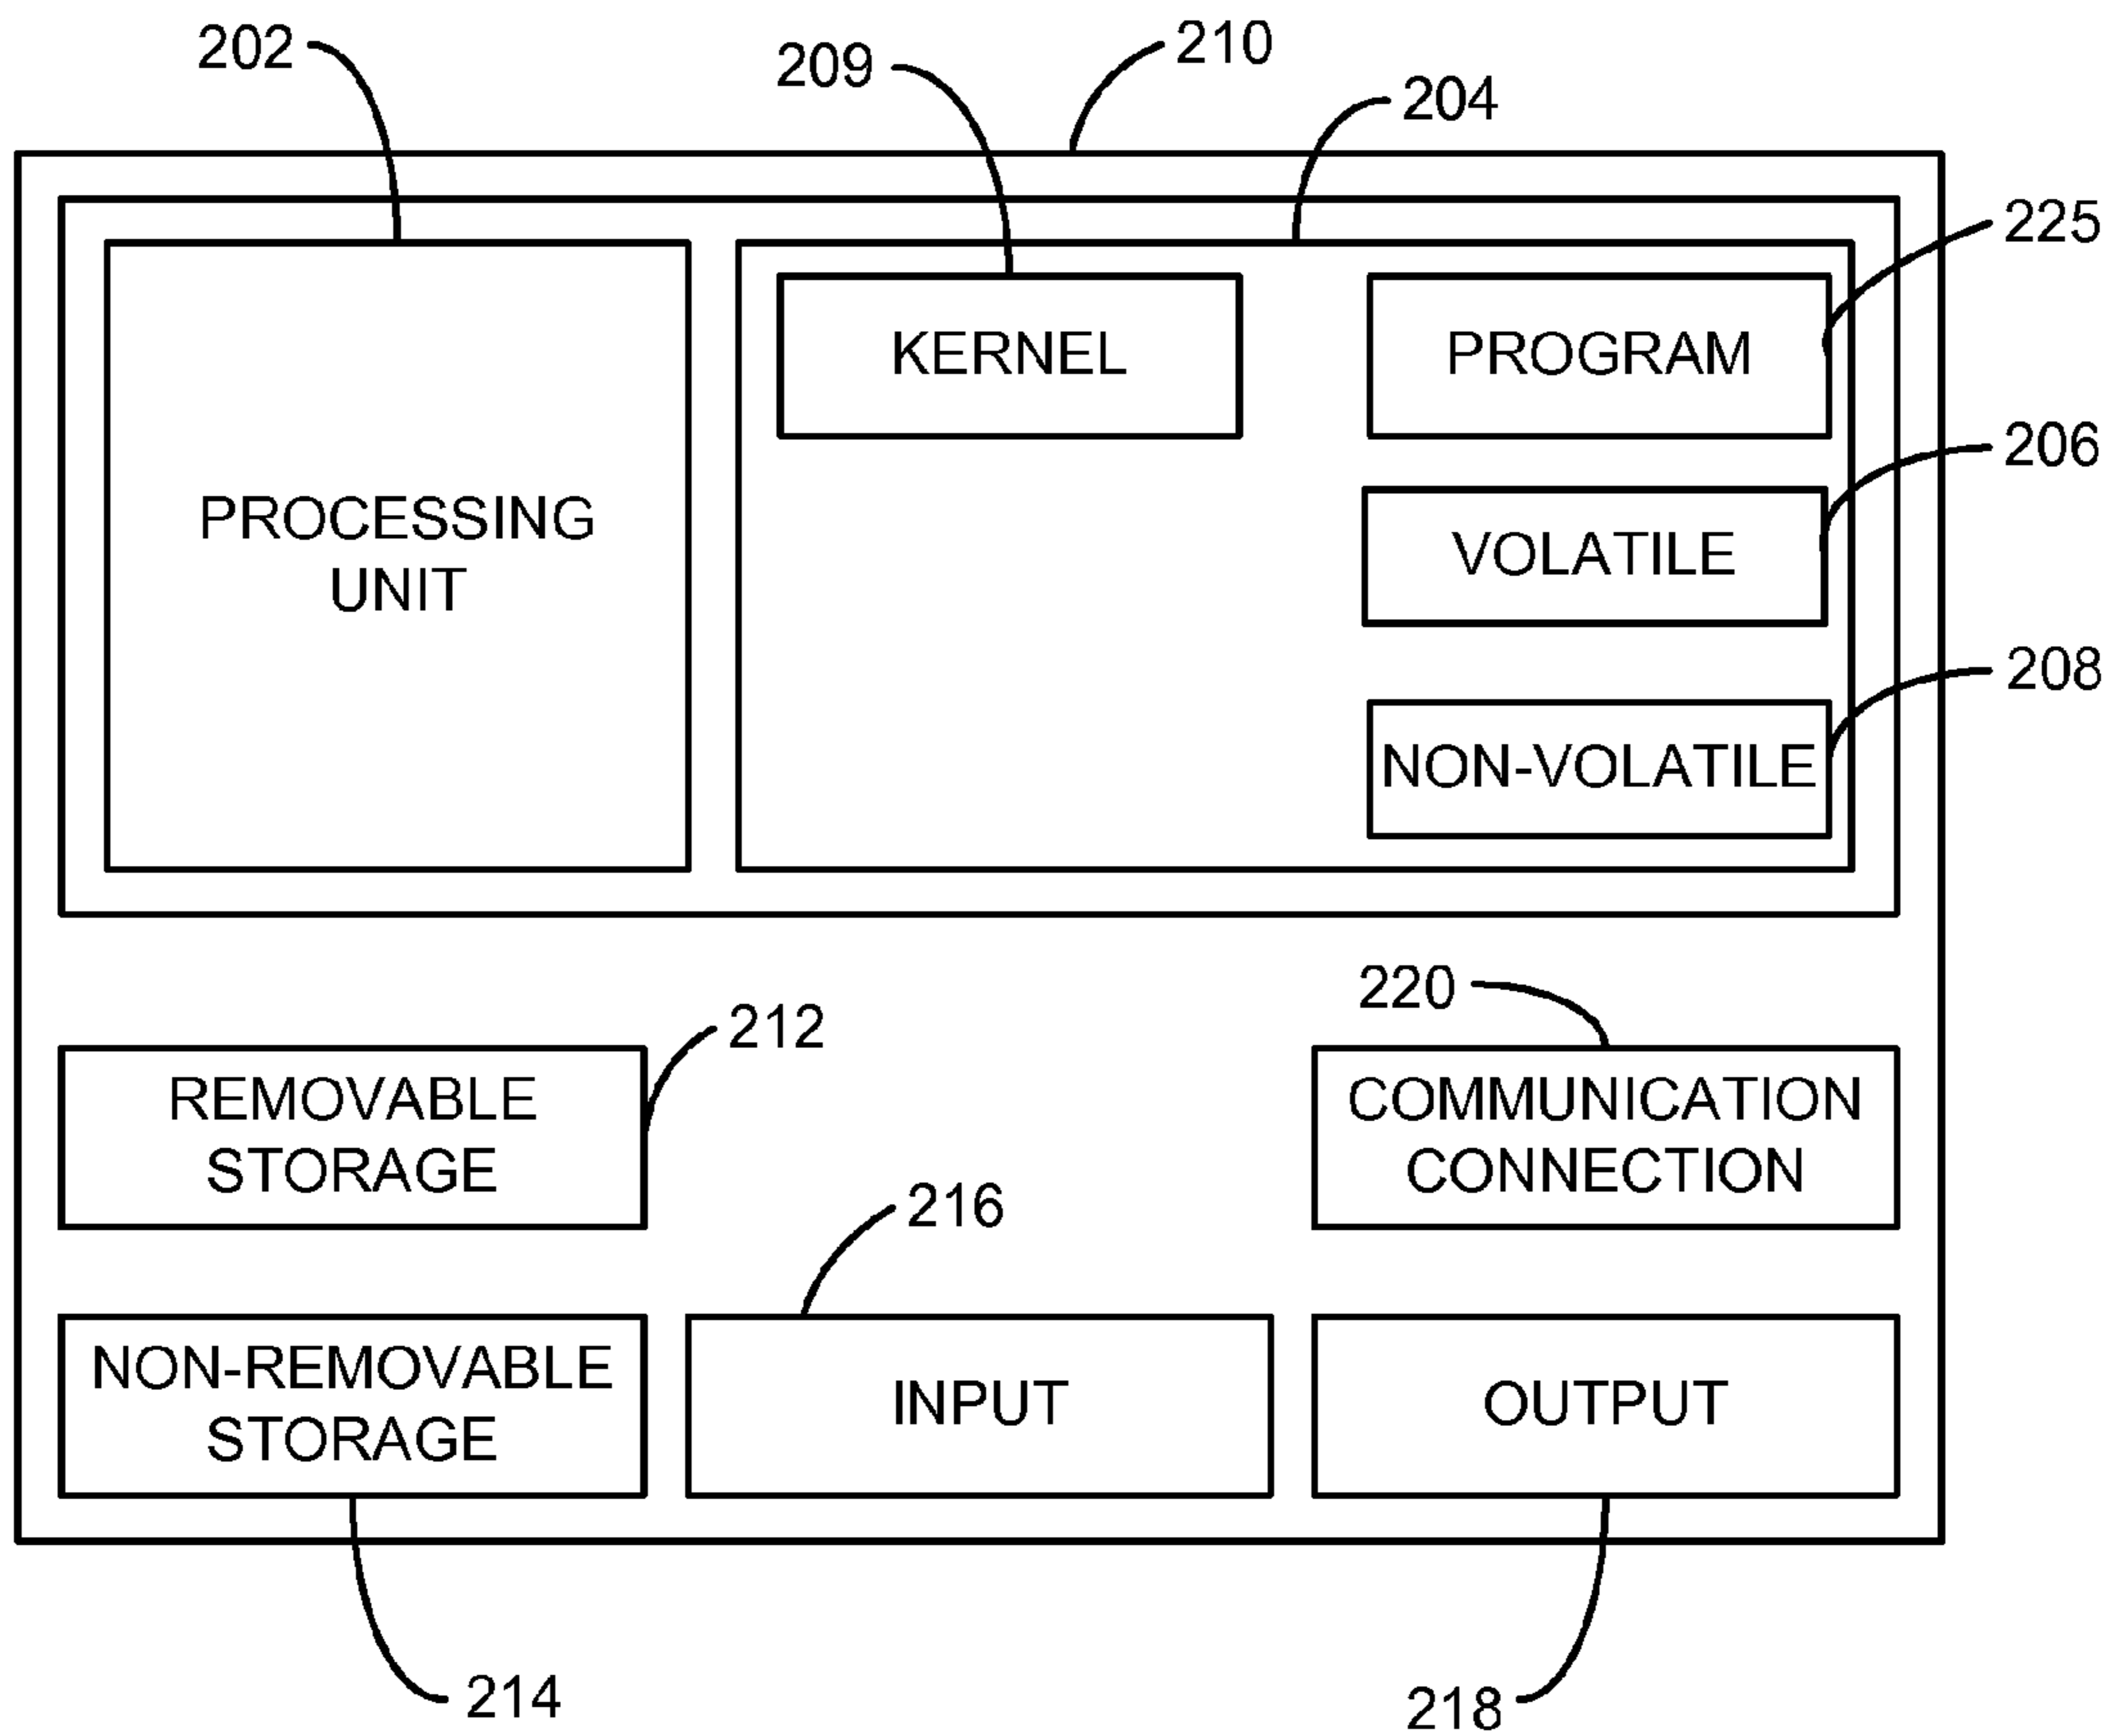 202
209
210
204
225
KERNEL
PROGRAM
206
PROCESSING
UNIT
VOLATILE
208
NON-VOLATILE
220
212
REMOVABLE
STORAGE
COMMUNICATION
CONNECTION
216
NON-REMOVABLE
STORAGE
INPUT
OUTPUT
214
218